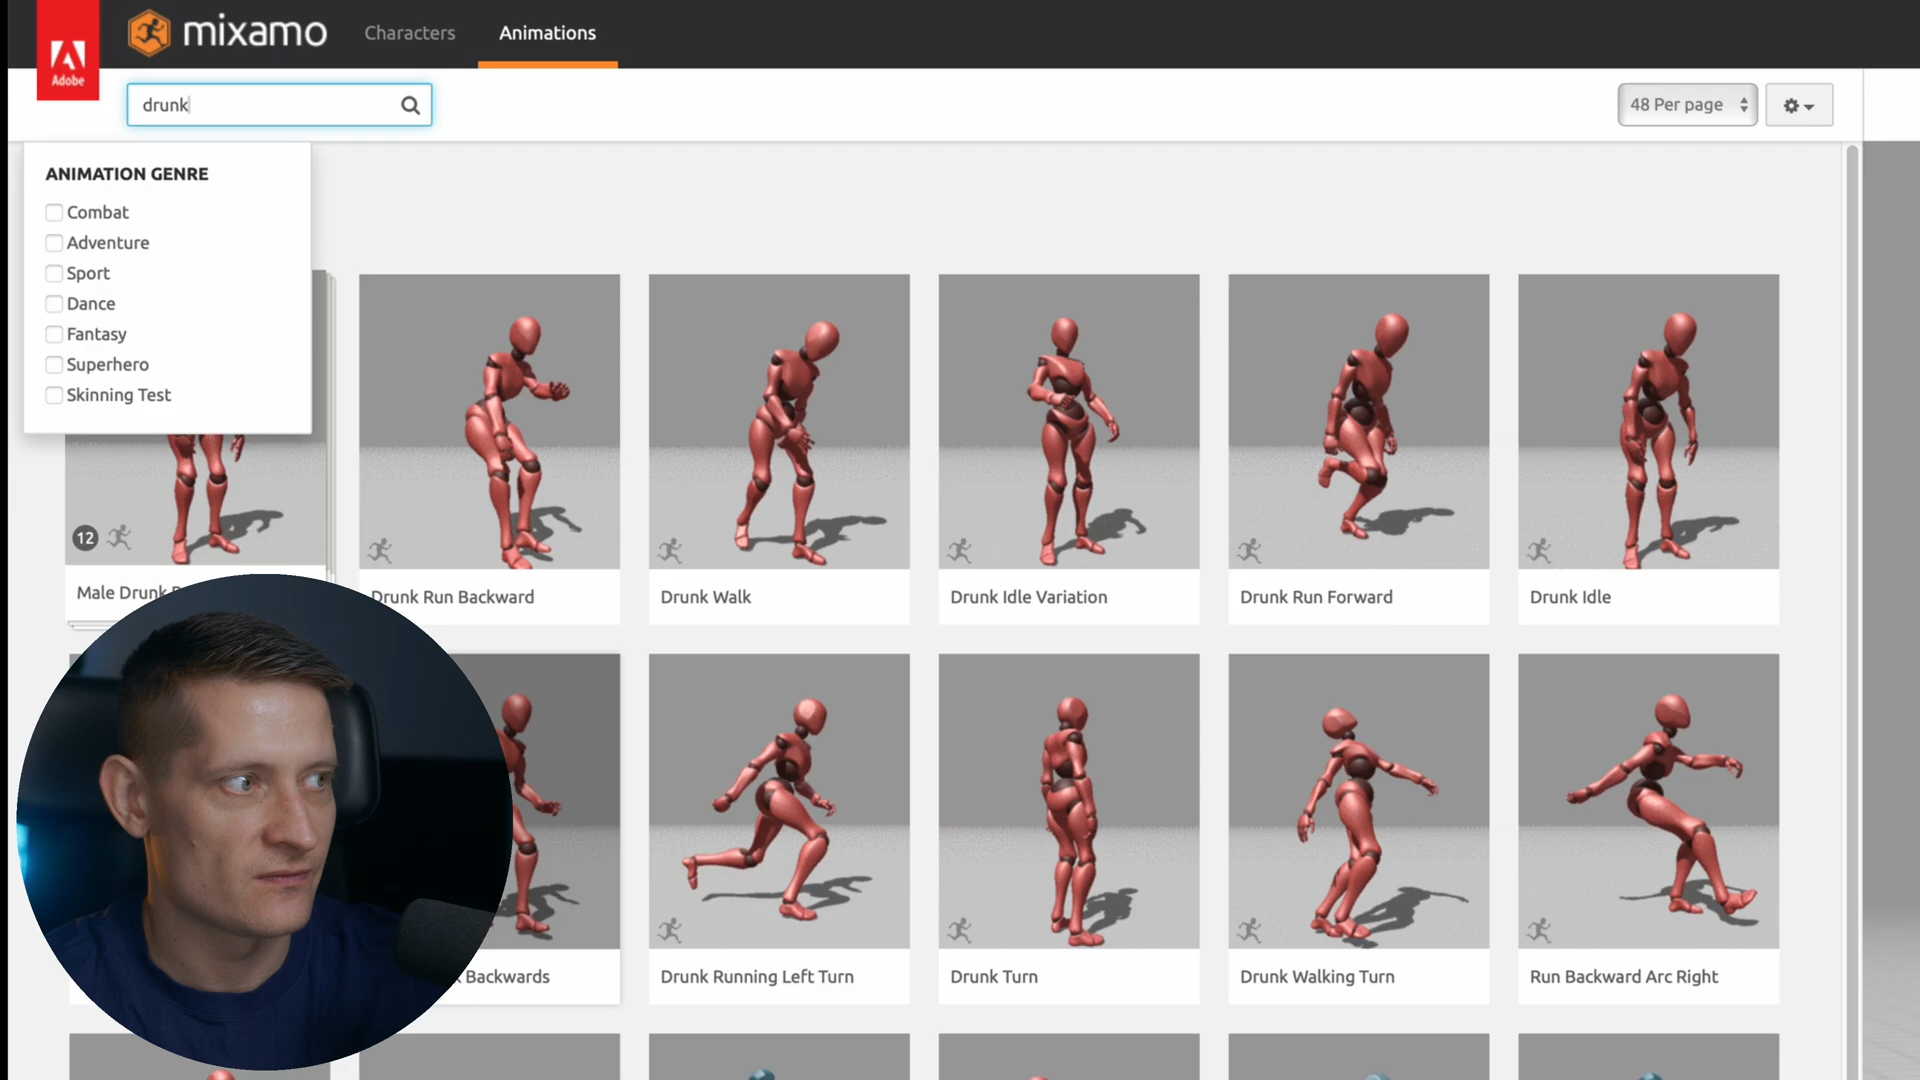 Adobe
mixamo
Characters
Animations
drunk
48 Per page
ANIMATION GENRE
Combat
Adventure
Sport
Dance
Fantasy
Superhero
Skinning Test
12
Male Drunk
Drunk Run Backward
Drunk Walk
Drunk Idle Variation
Drunk Run Forward
Drunk Idle
Backwards
Drunk Running Left Turn
Drunk Turn
Drunk Walking Turn
Run Backward Arc Right